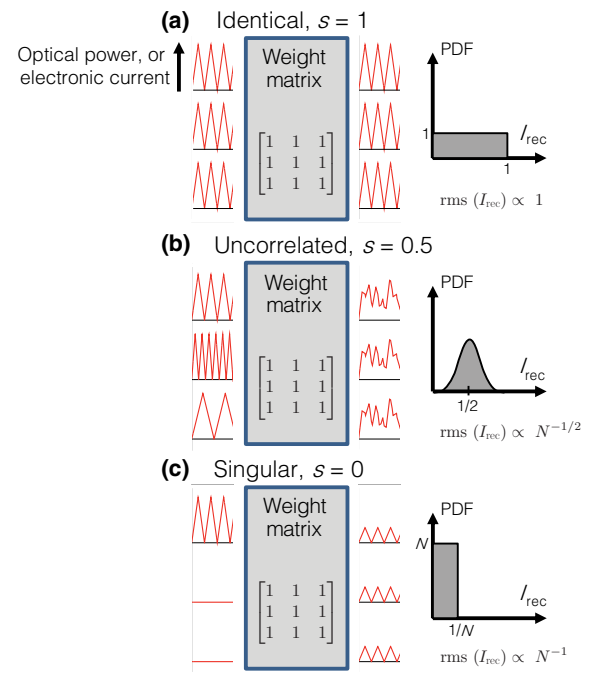 (a) Identical, s = 1
Optical power, or
electronic current
Weight
matrix
[1 1 1]
[1 1 1]
[1 1 1]
PDF
1
I_rec
1
rms (I_rec) ∝ 1
(b) Uncorrelated, s = 0.5
Weight
matrix
[1 1 1]
[1 1 1]
[1 1 1]
PDF
I_rec
1/2
rms (I_rec) ∝ N^{-1/2}
(c) Singular, s = 0
Weight
matrix
[1 1 1]
[1 1 1]
[1 1 1]
PDF
N
I_rec
1/N
rms (I_rec) ∝ N^{-1}